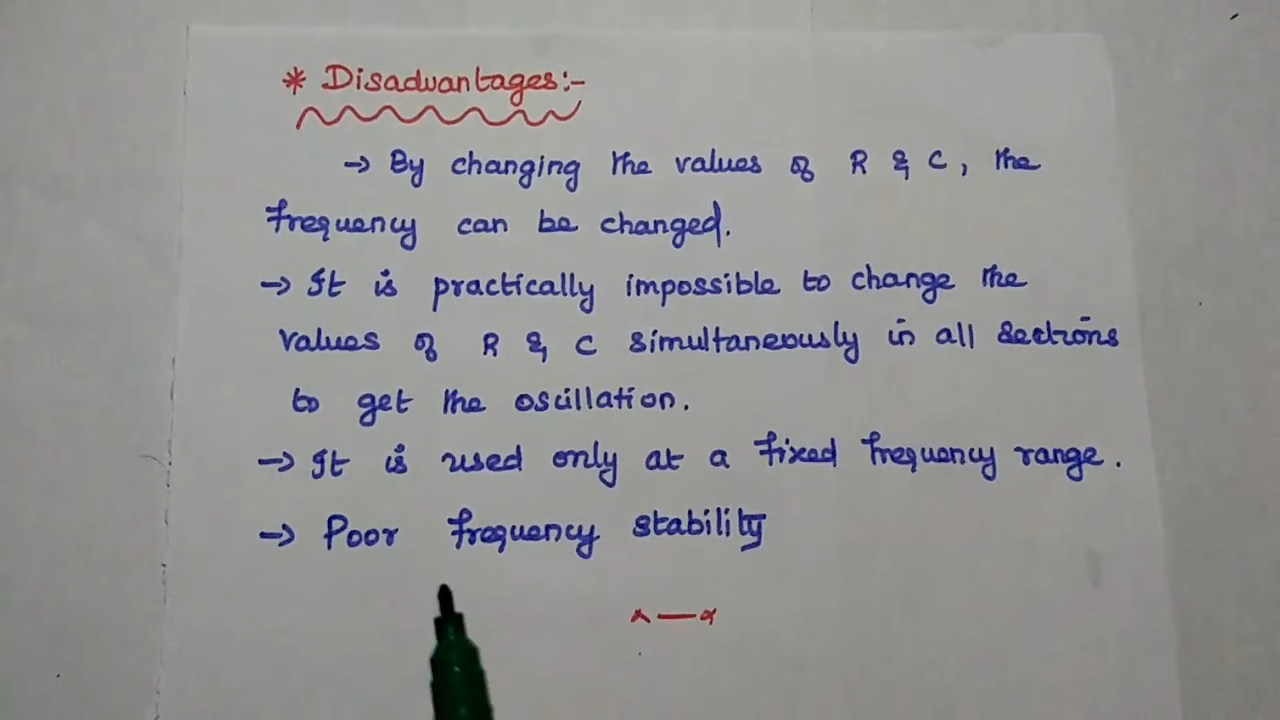 * Disadvantages:-
→ By changing the values of R & C, the
frequency can be changed.
→ It is practically impossible to change the
values of R & C simultaneously in all sections
to get the oscillation.
→ It is used only at a fixed frequency range.
→ Poor frequency stability